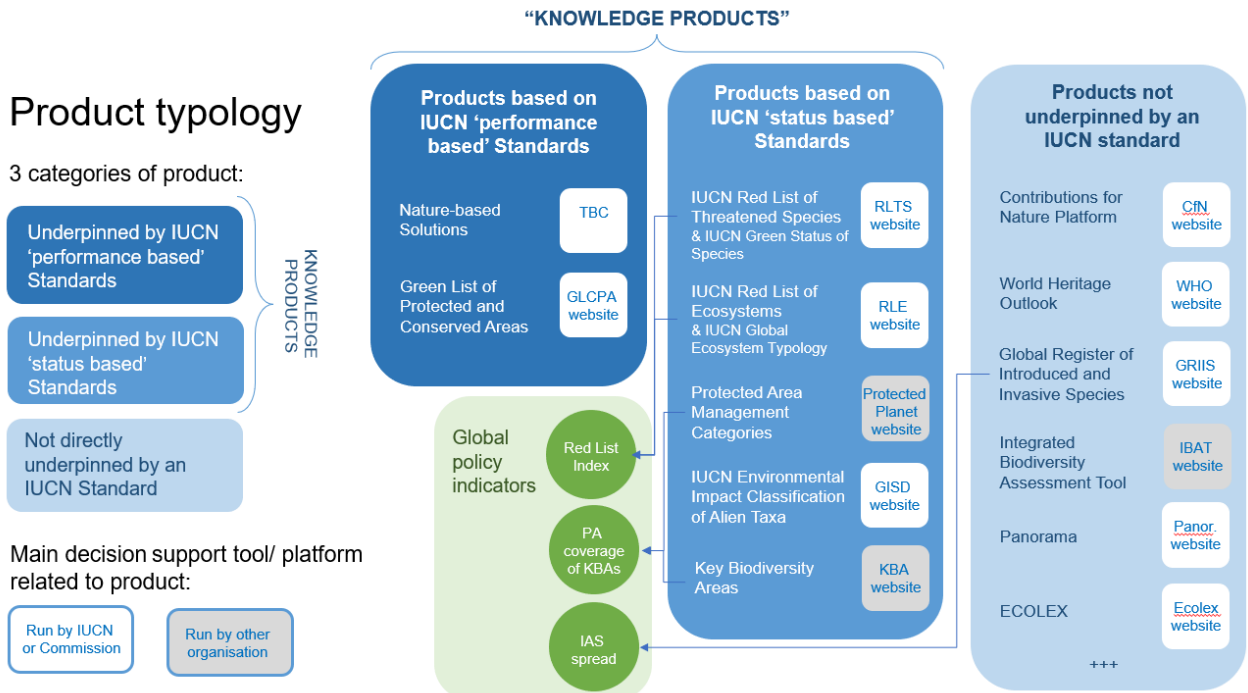 “KNOWLEDGE PRODUCTS”
Product typology
3 categories of product:
Underpinned by IUCN
‘performance based’
Standards
Underpinned by IUCN
‘status based’
Standards
Not directly
underpinned by an
IUCN Standard
KNOWLEDGE
PRODUCTS
Main decision support tool/ platform
related to product:
Run by IUCN
or Commission
Run by other
organisation
Products based on
IUCN ‘performance
based’ Standards
Nature-based
Solutions
TBC
Green List of
Protected and
Conserved Areas
GLCPA
website
Global
policy
indicators
Red List
Index
PA
coverage
of KBAs
IAS
spread
Products based on
IUCN ‘status based’
Standards
IUCN Red List of
Threatened Species
& IUCN Green Status of
Species
RLTS
website
IUCN Red List of
Ecosystems
& IUCN Global
Ecosystem Typology
RLE
website
Protected Area
Management
Categories
Protected
Planet
website
IUCN Environmental
Impact Classification
of Alien Taxa
GISD
website
Key Biodiversity
Areas
KBA
website
Products not
underpinned by an
IUCN standard
Contributions for
Nature Platform
CfN
website
World Heritage
Outlook
WHO
website
Global Register of
Introduced and
Invasive Species
GRIIS
website
Integrated
Biodiversity
Assessment Tool
IBAT
website
Panorama
Panor.
website
ECOLEX
Ecolex
website
+++